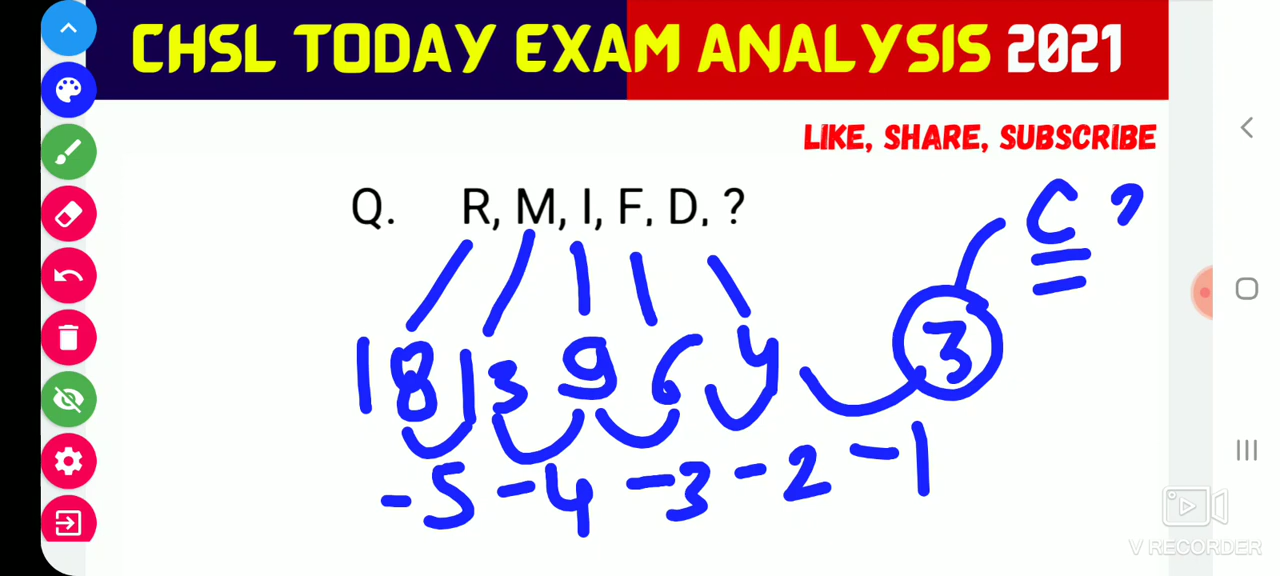 CHSL TODAY EXAM ANALYSIS 2021
LIKE, SHARE, SUBSCRIBE
Q. R, M, I, F, D, ?
C ?
18 13 9 6 4 3
-5 -4 -3 -2 -1
V RECORDER